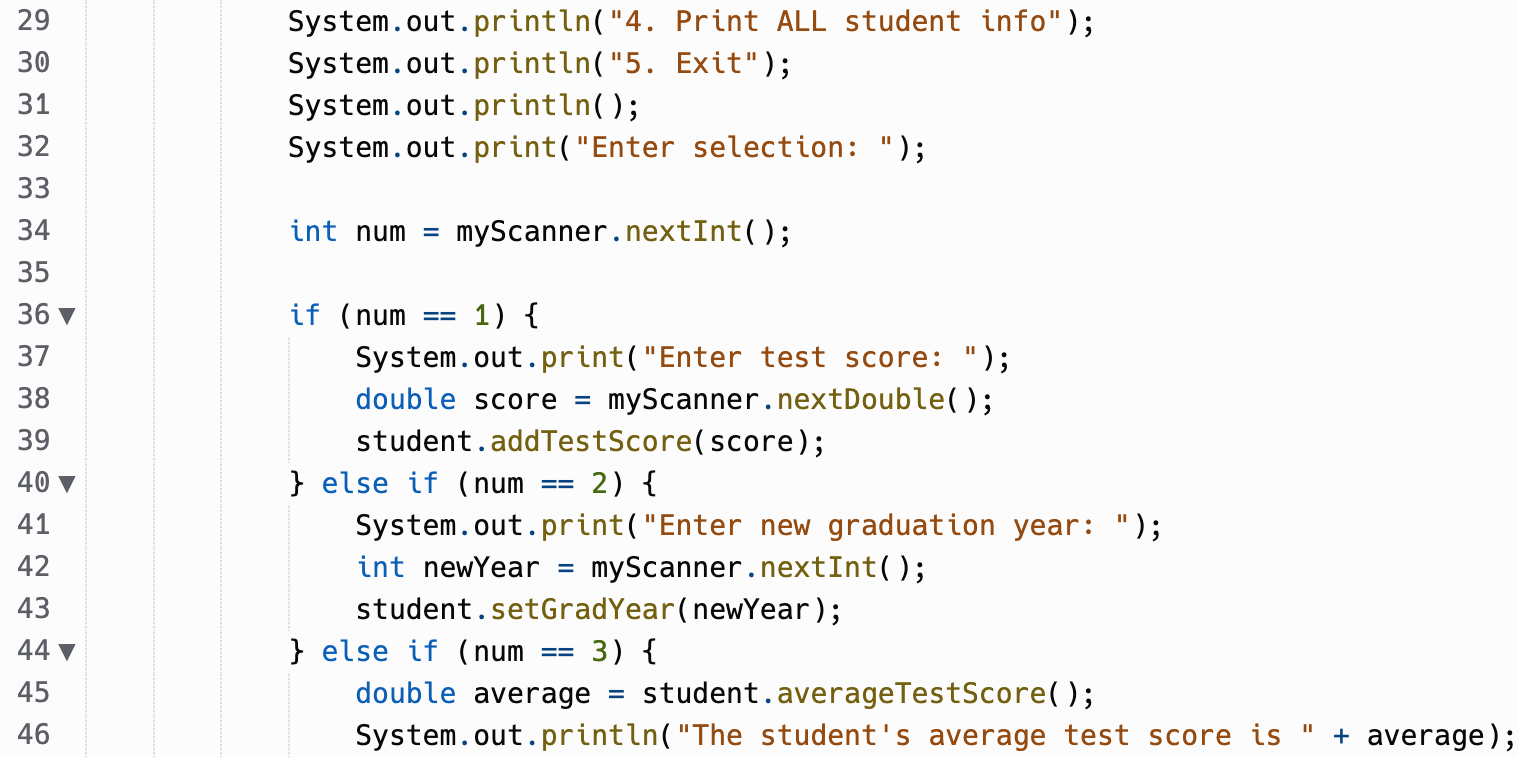 29 System.out.println("4. Print ALL student info");
30 System.out.println("5. Exit");
31 System.out.println();
32 System.out.print("Enter selection: ");
33
34 int num = myScanner.nextInt();
35
36 ▼ if (num == 1) {
37 System.out.print("Enter test score: ");
38 double score = myScanner.nextDouble();
39 student.addTestScore(score);
40 ▼ } else if (num == 2) {
41 System.out.print("Enter new graduation year: ");
42 int newYear = myScanner.nextInt();
43 student.setGradYear(newYear);
44 ▼ } else if (num == 3) {
45 double average = student.averageTestScore();
46 System.out.println("The student's average test score is " + average);